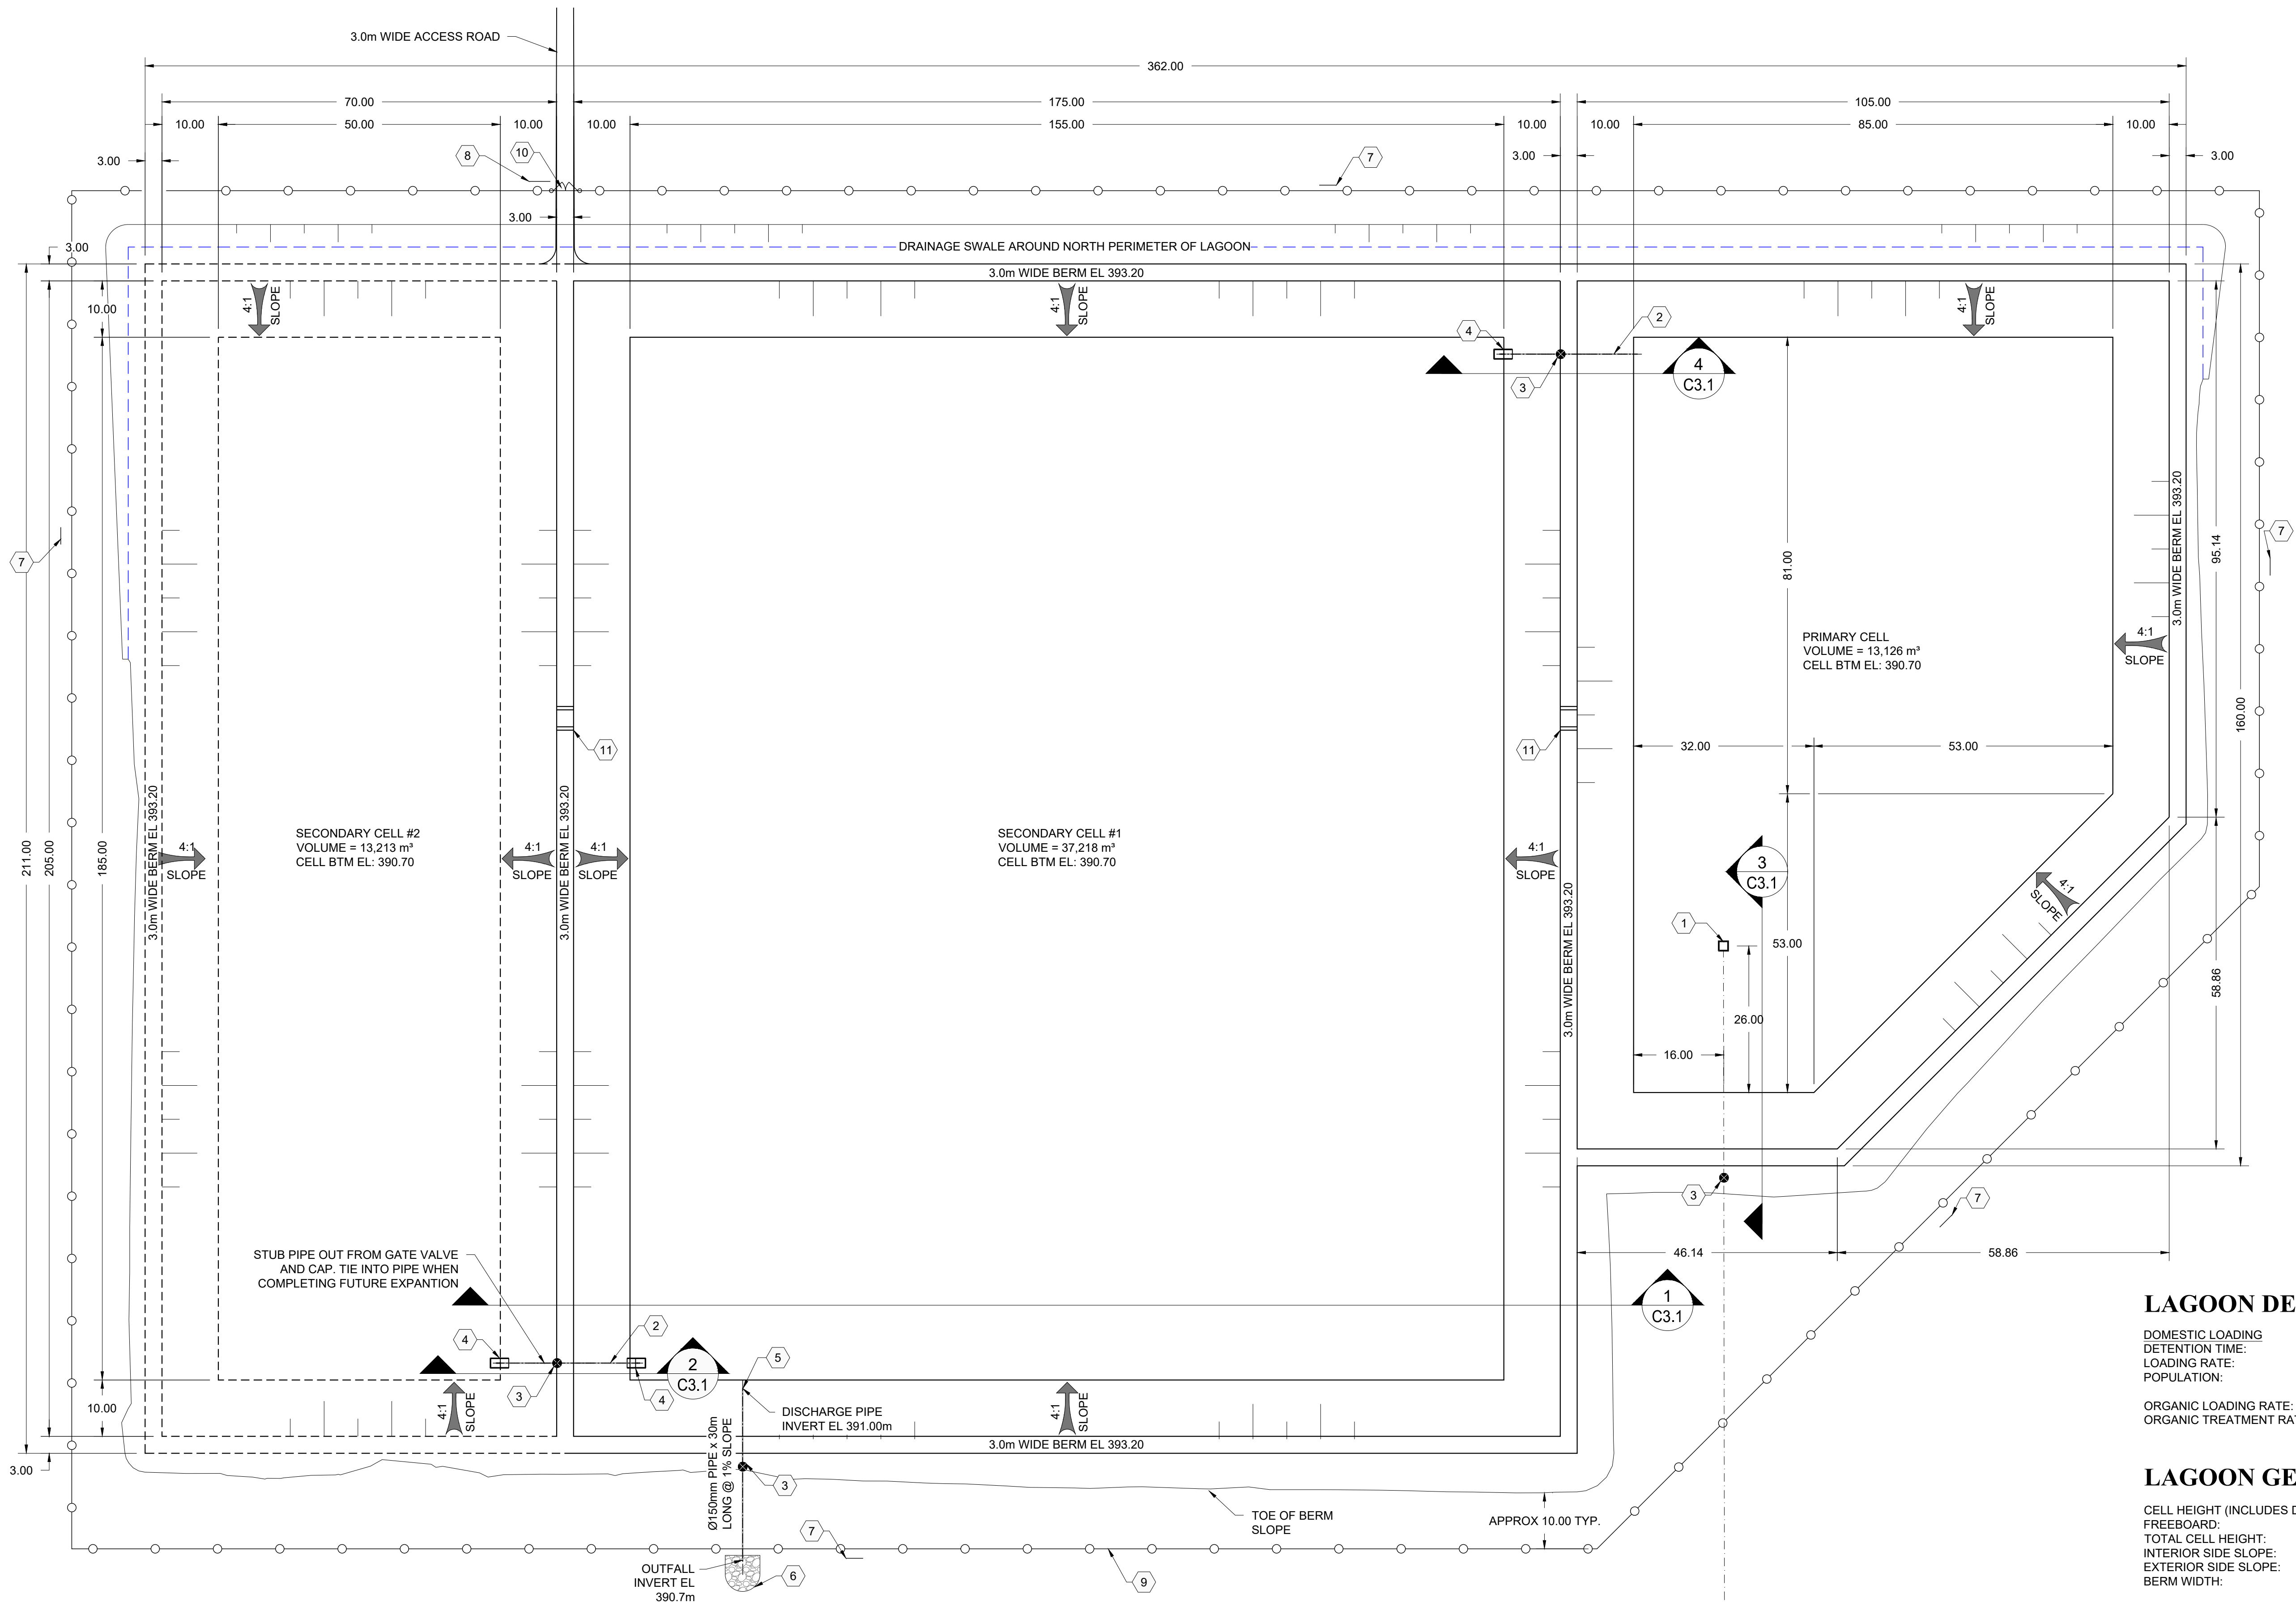 3.0m WIDE ACCESS ROAD
362.00
70.00
175.00
105.00
10.00
50.00
10.00
10.00
155.00
10.00
10.00
85.00
10.00
3.00
8
10
7
3.00
3.00
3.00
3.00
DRAINAGE SWALE AROUND NORTH PERIMETER OF LAGOON
3.0m WIDE BERM EL 393.20
10.00
4:1
SLOPE
4:1
SLOPE
4:1
SLOPE
4
2
3
4
C3.1
7
7
81.00
95.14
3.0m WIDE BERM EL 393.20
PRIMARY CELL
VOLUME = 13,126 m³
CELL BTM EL: 390.70
4:1
SLOPE
160.00
11
11
32.00
53.00
211.00
205.00
185.00
3.0m WIDE BERM EL 393.20
4:1
SLOPE
SECONDARY CELL #2
VOLUME = 13,213 m³
CELL BTM EL: 390.70
4:1
SLOPE
3.0m WIDE BERM EL 393.20
4:1
SLOPE
SECONDARY CELL #1
VOLUME = 37,218 m³
CELL BTM EL: 390.70
4:1
SLOPE
3.0m WIDE BERM EL 393.20
3
C3.1
4:1
SLOPE
1
53.00
58.86
26.00
16.00
3
7
STUB PIPE OUT FROM GATE VALVE
AND CAP. TIE INTO PIPE WHEN
COMPLETING FUTURE EXPANTION
46.14
58.86
1
C3.1
4
2
3
4
2
C3.1
5
10.00
4:1
SLOPE
DISCHARGE PIPE
INVERT EL 391.00m
4:1
SLOPE
3.0m WIDE BERM EL 393.20
3.00
Ø150mm PIPE x 30m
LONG @ 1% SLOPE
3
TOE OF BERM
SLOPE
APPROX 10.00 TYP.
7
OUTFALL
INVERT EL
390.7m
6
9
LAGOON DE
DOMESTIC LOADING
DETENTION TIME:
LOADING RATE:
POPULATION:
ORGANIC LOADING RATE:
ORGANIC TREATMENT RA
LAGOON GE
CELL HEIGHT (INCLUDES D
FREEBOARD:
TOTAL CELL HEIGHT:
INTERIOR SIDE SLOPE:
EXTERIOR SIDE SLOPE:
BERM WIDTH: